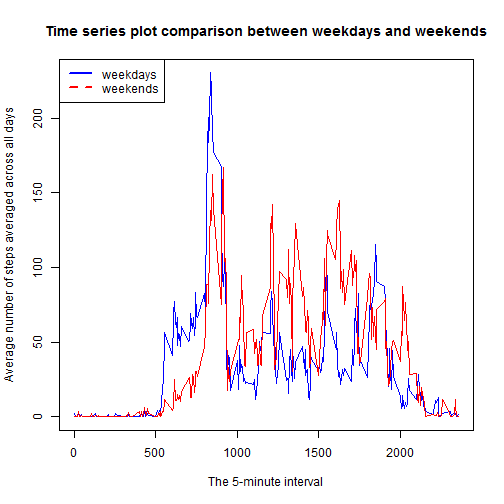 Time series plot comparison between weekdays and weekends
weekdays
weekends
Average number of steps averaged across all days
200
150
100
50
0
0 500 1000 1500 2000
The 5-minute interval